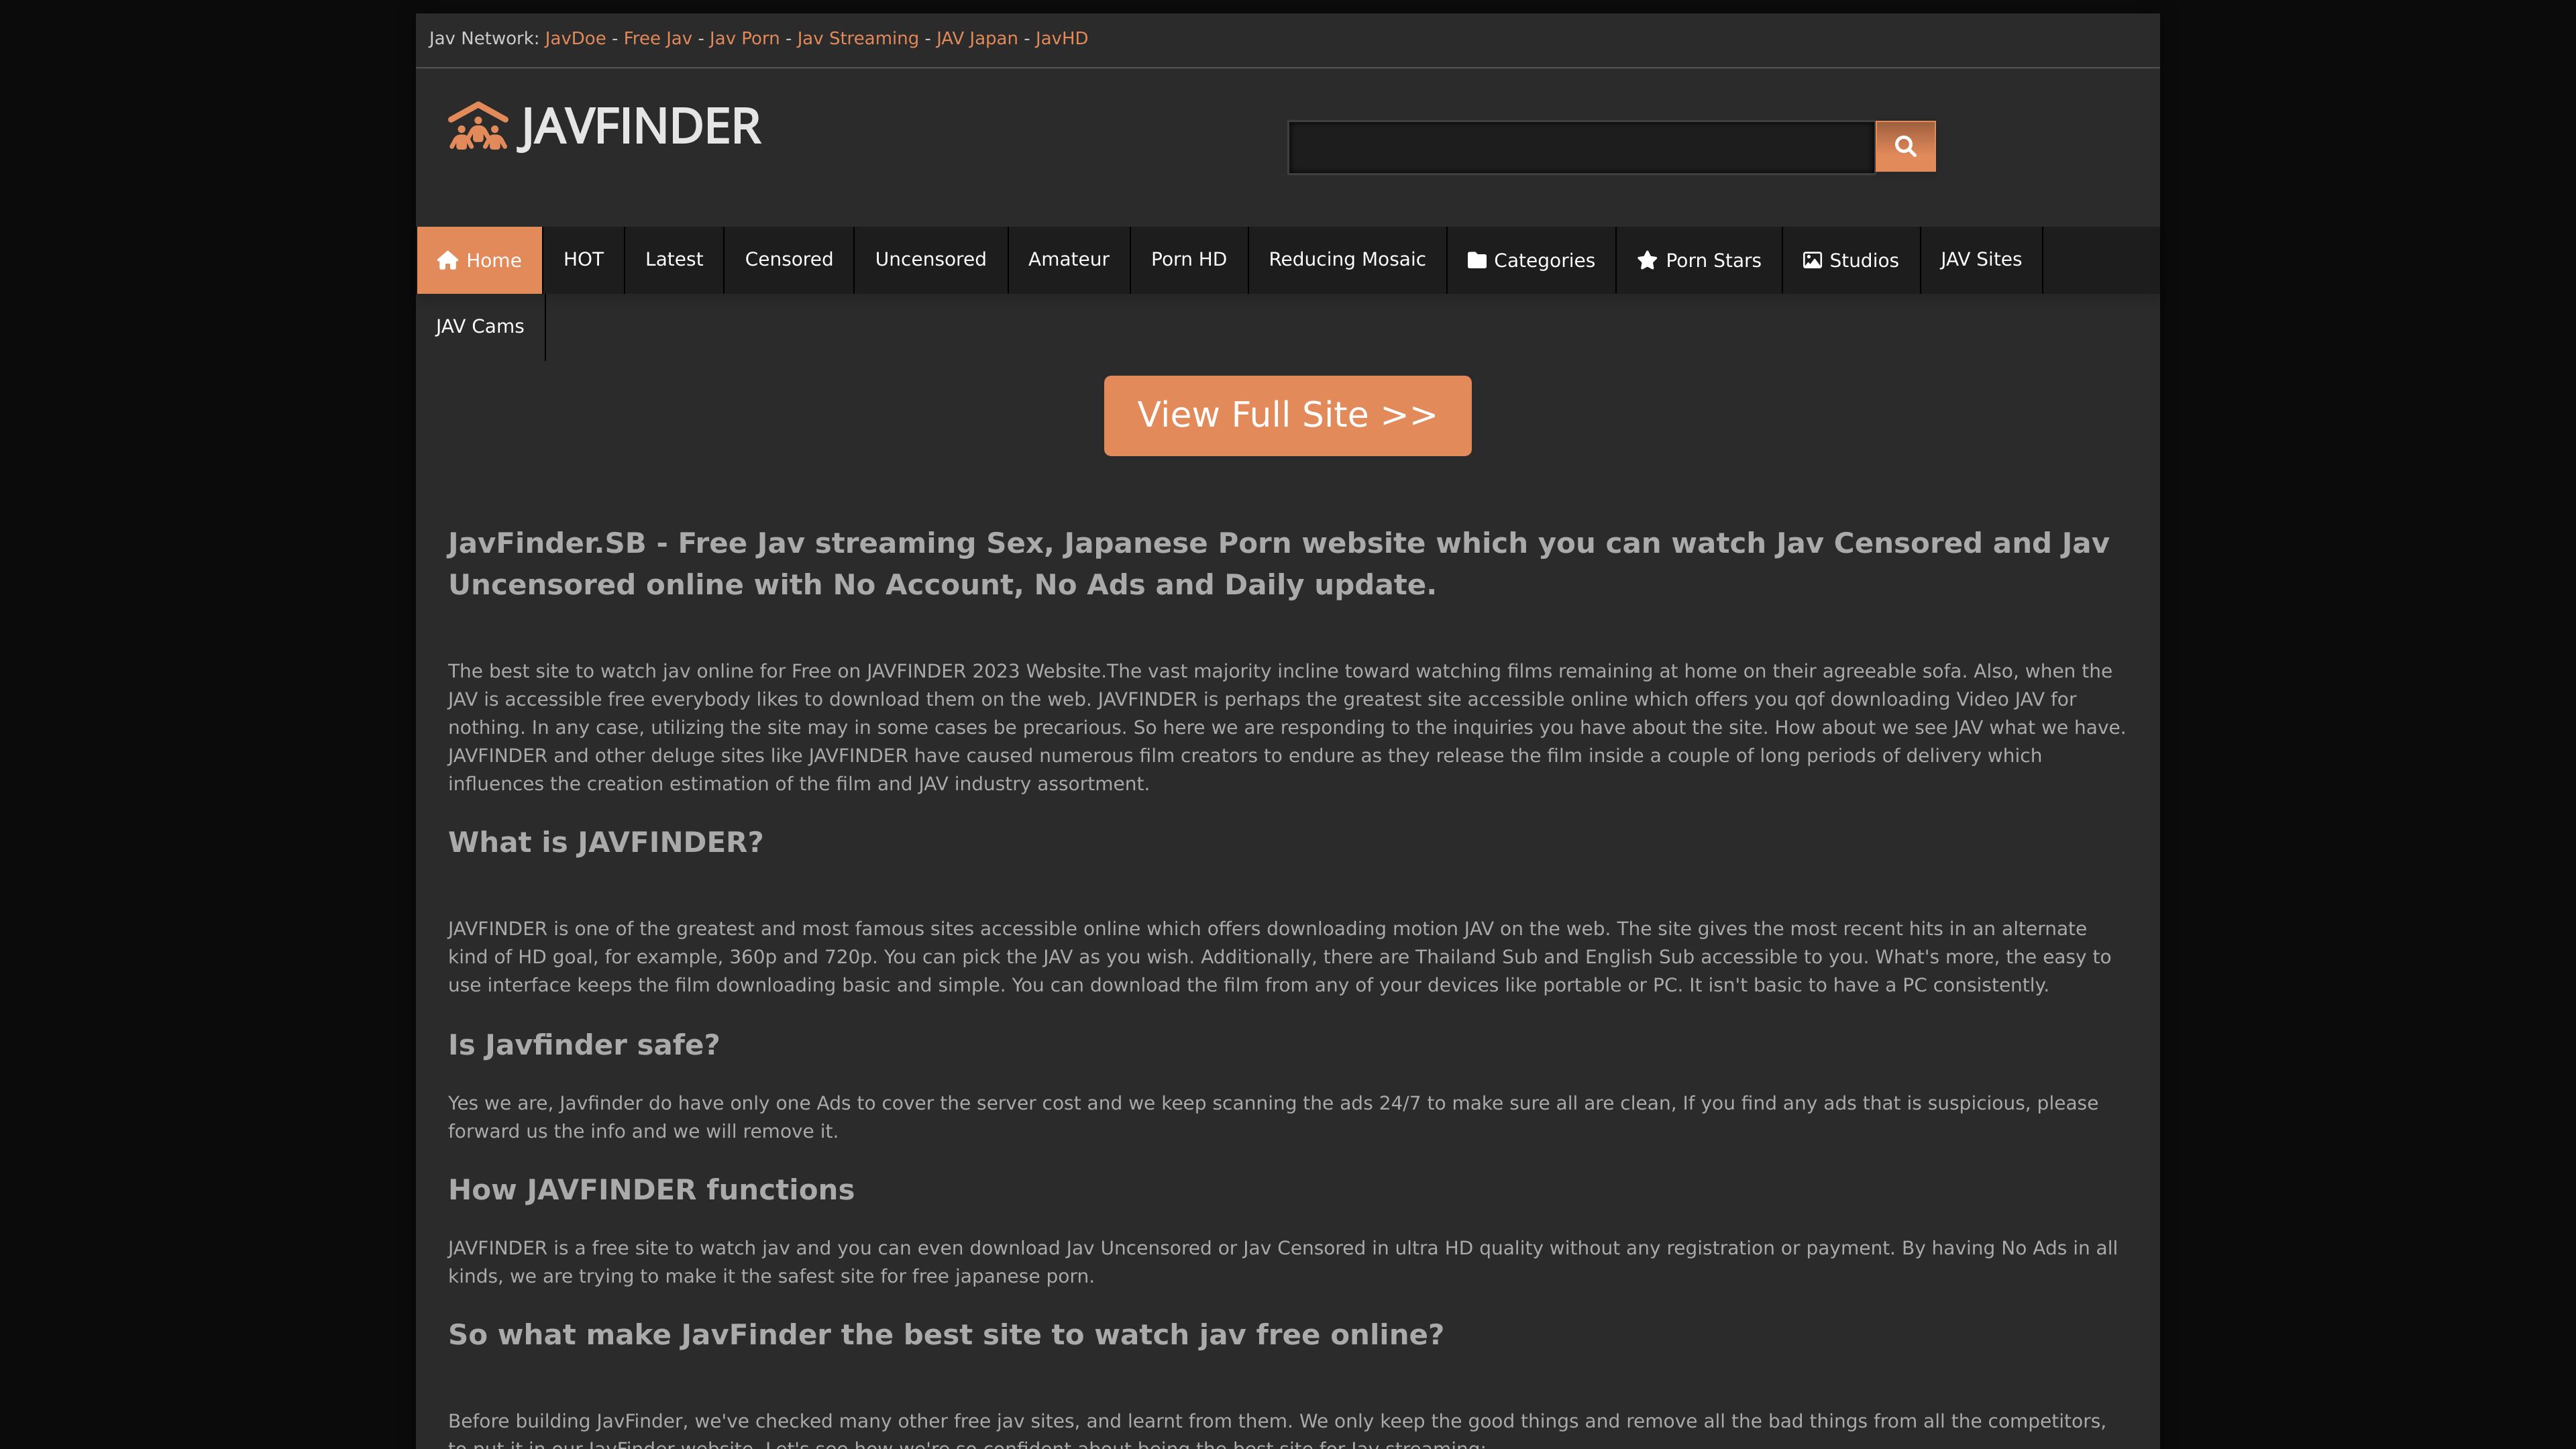 Jav Network: JavDoe - Free Jav - Jav Porn - Jav Streaming - JAV Japan - JavHD
JAVFINDER
Home HOT Latest Censored Uncensored Amateur Porn HD Reducing Mosaic Categories Porn Stars Studios JAV Sites
JAV Cams
View Full Site >>
JavFinder.SB - Free Jav streaming Sex, Japanese Porn website which you can watch Jav Censored and Jav
Uncensored online with No Account, No Ads and Daily update.
The best site to watch jav online for Free on JAVFINDER 2023 Website.The vast majority incline toward watching films remaining at home on their agreeable sofa. Also, when the
JAV is accessible free everybody likes to download them on the web. JAVFINDER is perhaps the greatest site accessible online which offers you qof downloading Video JAV for
nothing. In any case, utilizing the site may in some cases be precarious. So here we are responding to the inquiries you have about the site. How about we see JAV what we have.
JAVFINDER and other deluge sites like JAVFINDER have caused numerous film creators to endure as they release the film inside a couple of long periods of delivery which
influences the creation estimation of the film and JAV industry assortment.
What is JAVFINDER?
JAVFINDER is one of the greatest and most famous sites accessible online which offers downloading motion JAV on the web. The site gives the most recent hits in an alternate
kind of HD goal, for example, 360p and 720p. You can pick the JAV as you wish. Additionally, there are Thailand Sub and English Sub accessible to you. What's more, the easy to
use interface keeps the film downloading basic and simple. You can download the film from any of your devices like portable or PC. It isn't basic to have a PC consistently.
Is Javfinder safe?
Yes we are, Javfinder do have only one Ads to cover the server cost and we keep scanning the ads 24/7 to make sure all are clean, If you find any ads that is suspicious, please
forward us the info and we will remove it.
How JAVFINDER functions
JAVFINDER is a free site to watch jav and you can even download Jav Uncensored or Jav Censored in ultra HD quality without any registration or payment. By having No Ads in all
kinds, we are trying to make it the safest site for free japanese porn.
So what make JavFinder the best site to watch jav free online?
Before building JavFinder, we've checked many other free jav sites, and learnt from them. We only keep the good things and remove all the bad things from all the competitors,
to put it in our JavFinder website. Let's see how we're so confident about being the best site for Jav streaming: